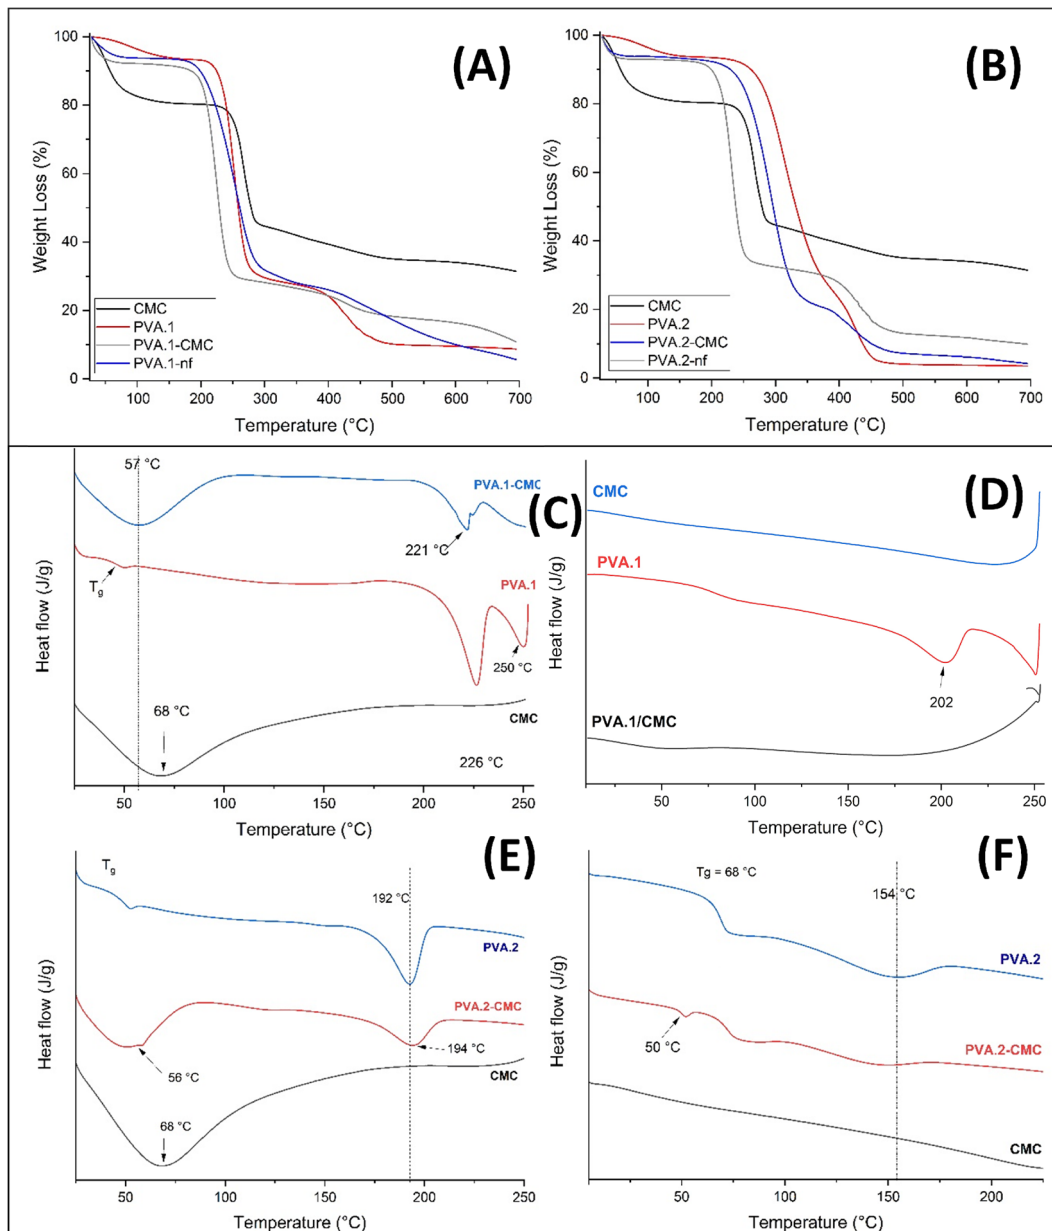 (A)
100
80
60
40
20
0
Weight Loss (%)
CMC
PVA.1
PVA.1-CMC
PVA.1-nf
100 200 300 400 500 600 700
Temperature (°C)
(B)
100
80
60
40
20
0
Weight Loss (%)
CMC
PVA.2
PVA.2-CMC
PVA.2-nf
100 200 300 400 500 600 700
Temperature (°C)
(C)
57 °C
PVA.1-CMC
221 °C
Tg
PVA.1
250 °C
68 °C
CMC
226 °C
Heat flow (J/g)
50 100 150 200 250
Temperature (°C)
(D)
CMC
PVA.1
202
PVA.1/CMC
Heat flow (J/g)
50 100 150 200 25
Temperature (°C)
(E)
Tg
192 °C
PVA.2
PVA.2-CMC
194 °C
56 °C
CMC
68 °C
Heat flow (J/g)
50 100 150 200 250
Temperature (°C)
(F)
Tg = 68 °C
154 °C
PVA.2
50 °C
PVA.2-CMC
CMC
Heat flow (J/g)
50 100 150 200
Temperature (°C)